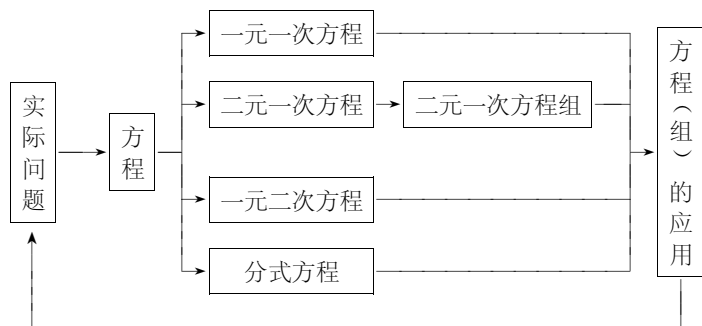 实际问题
方程
一元一次方程
二元一次方程
二元一次方程组
一元二次方程
分式方程
方程(组)的应用